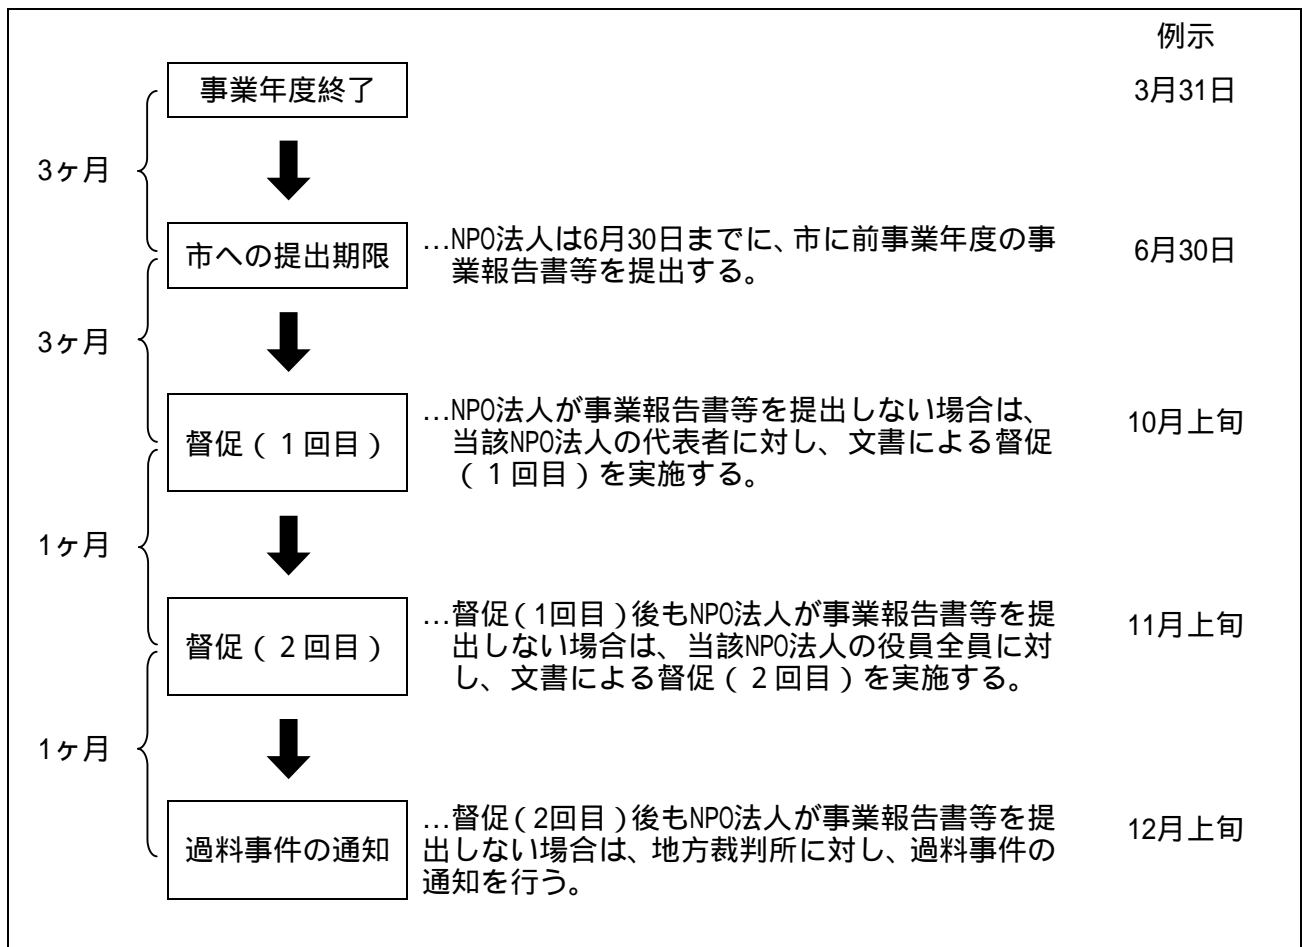 例示
事業年度終了
3月31日
3ヶ月
市への提出期限
…NPO法人は6月30日までに、市に前事業年度の事
業報告書等を提出する。
6月30日
3ヶ月
督促(1回目)
…NPO法人が事業報告書等を提出しない場合は、
当該NPO法人の代表者に対し、文書による督促
(1回目)を実施する。
10月上旬
1ヶ月
督促(2回目)
…督促(1回目)後もNPO法人が事業報告書等を提
出しない場合は、当該NPO法人の役員全員に対
し、文書による督促(2回目)を実施する。
11月上旬
1ヶ月
過料事件の通知
…督促(2回目)後もNPO法人が事業報告書等を提
出しない場合は、地方裁判所に対し、過料事件の
通知を行う。
12月上旬